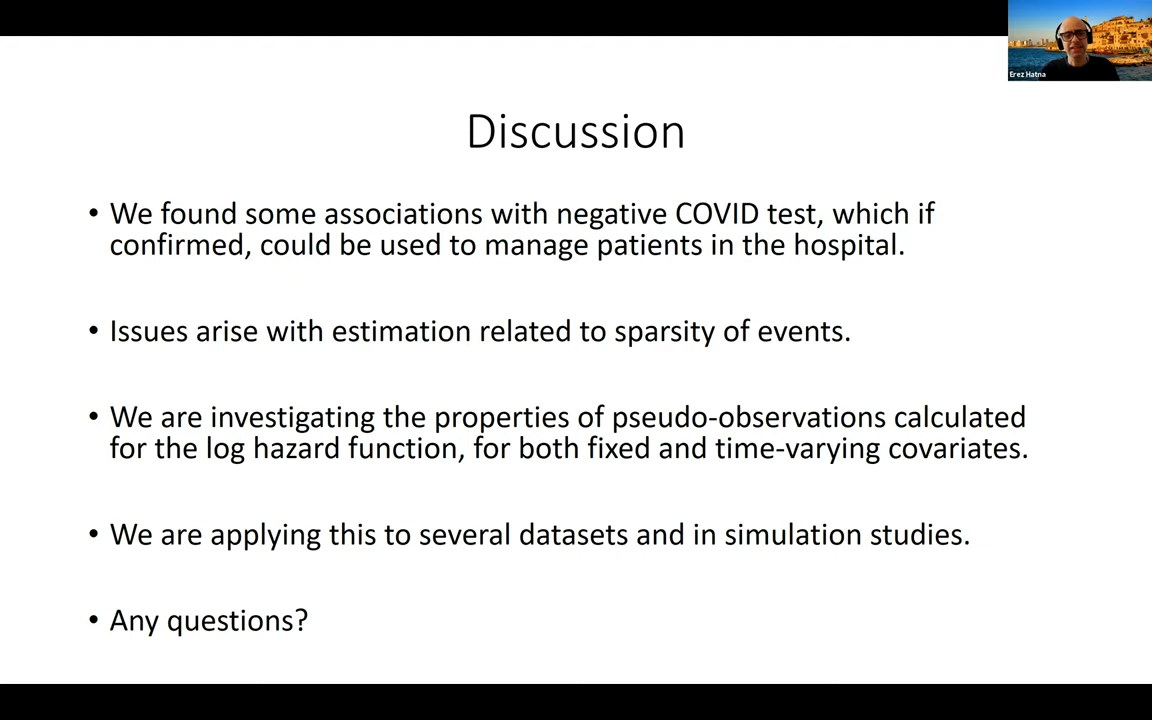 Erez Hatna
Discussion
• We found some associations with negative COVID test, which if
confirmed, could be used to manage patients in the hospital.
• Issues arise with estimation related to sparsity of events.
• We are investigating the properties of pseudo-observations calculated
for the log hazard function, for both fixed and time-varying covariates.
• We are applying this to several datasets and in simulation studies.
• Any questions?